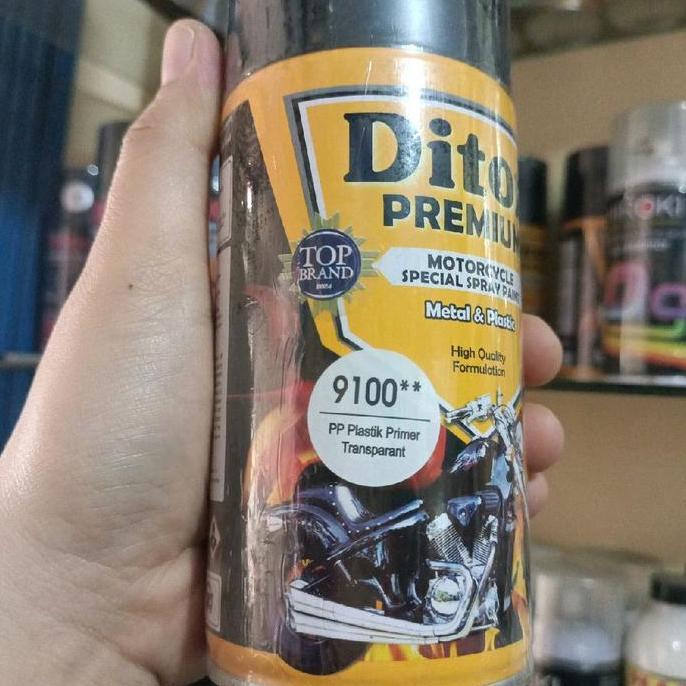 Dito
PREMIUM
TOP
BRAND
MOTORCYCLE
SPECIAL SPRAY PAINT
Metal & Plastic
High Quality
Formulation
9100**
PP Plastik Primer
Transparant